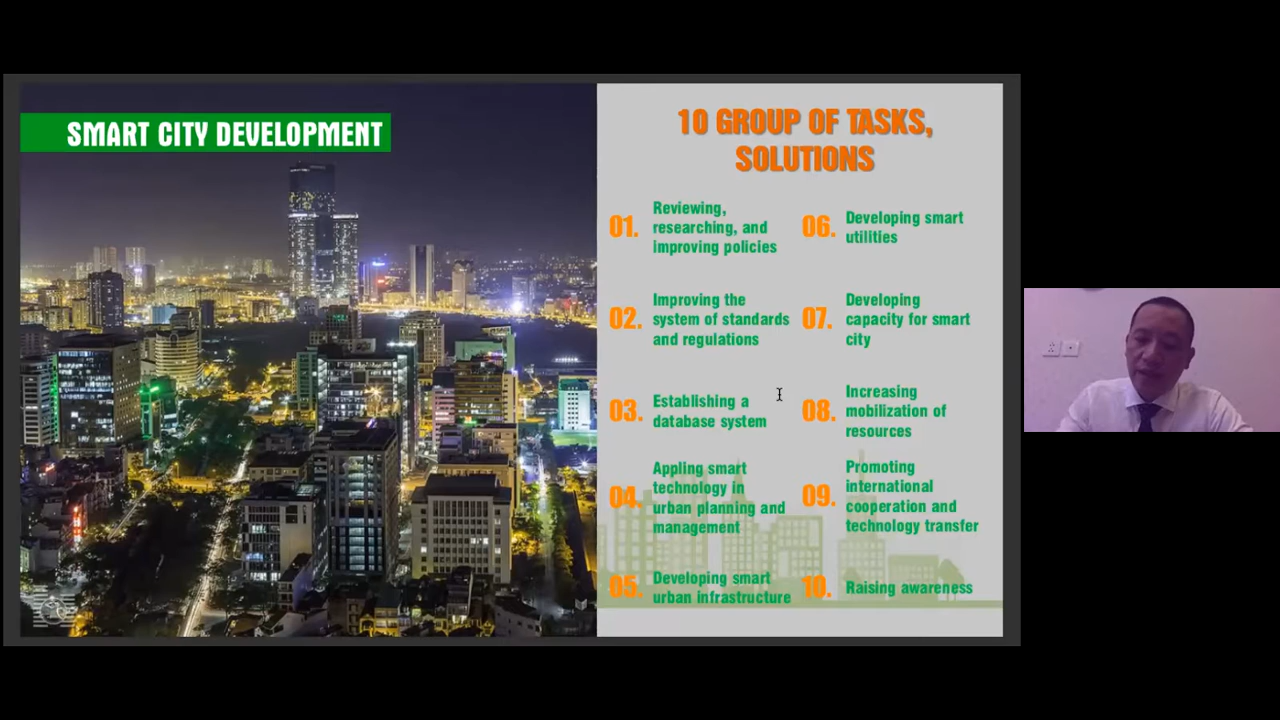 SMART CITY DEVELOPMENT
10 GROUP OF TASKS,
SOLUTIONS
01.
Reviewing,
researching, and
improving policies
02.
Improving the
system of standards
and regulations
03.
Establishing a
database system
04.
Appling smart
technology in
urban planning and
management
05.
Developing smart
urban infrastructure
06.
Developing smart
utilities
07.
Developing
capacity for smart
city
08.
Increasing
mobilization of
resources
09.
Promoting
international
cooperation and
technology transfer
10.
Raising awareness